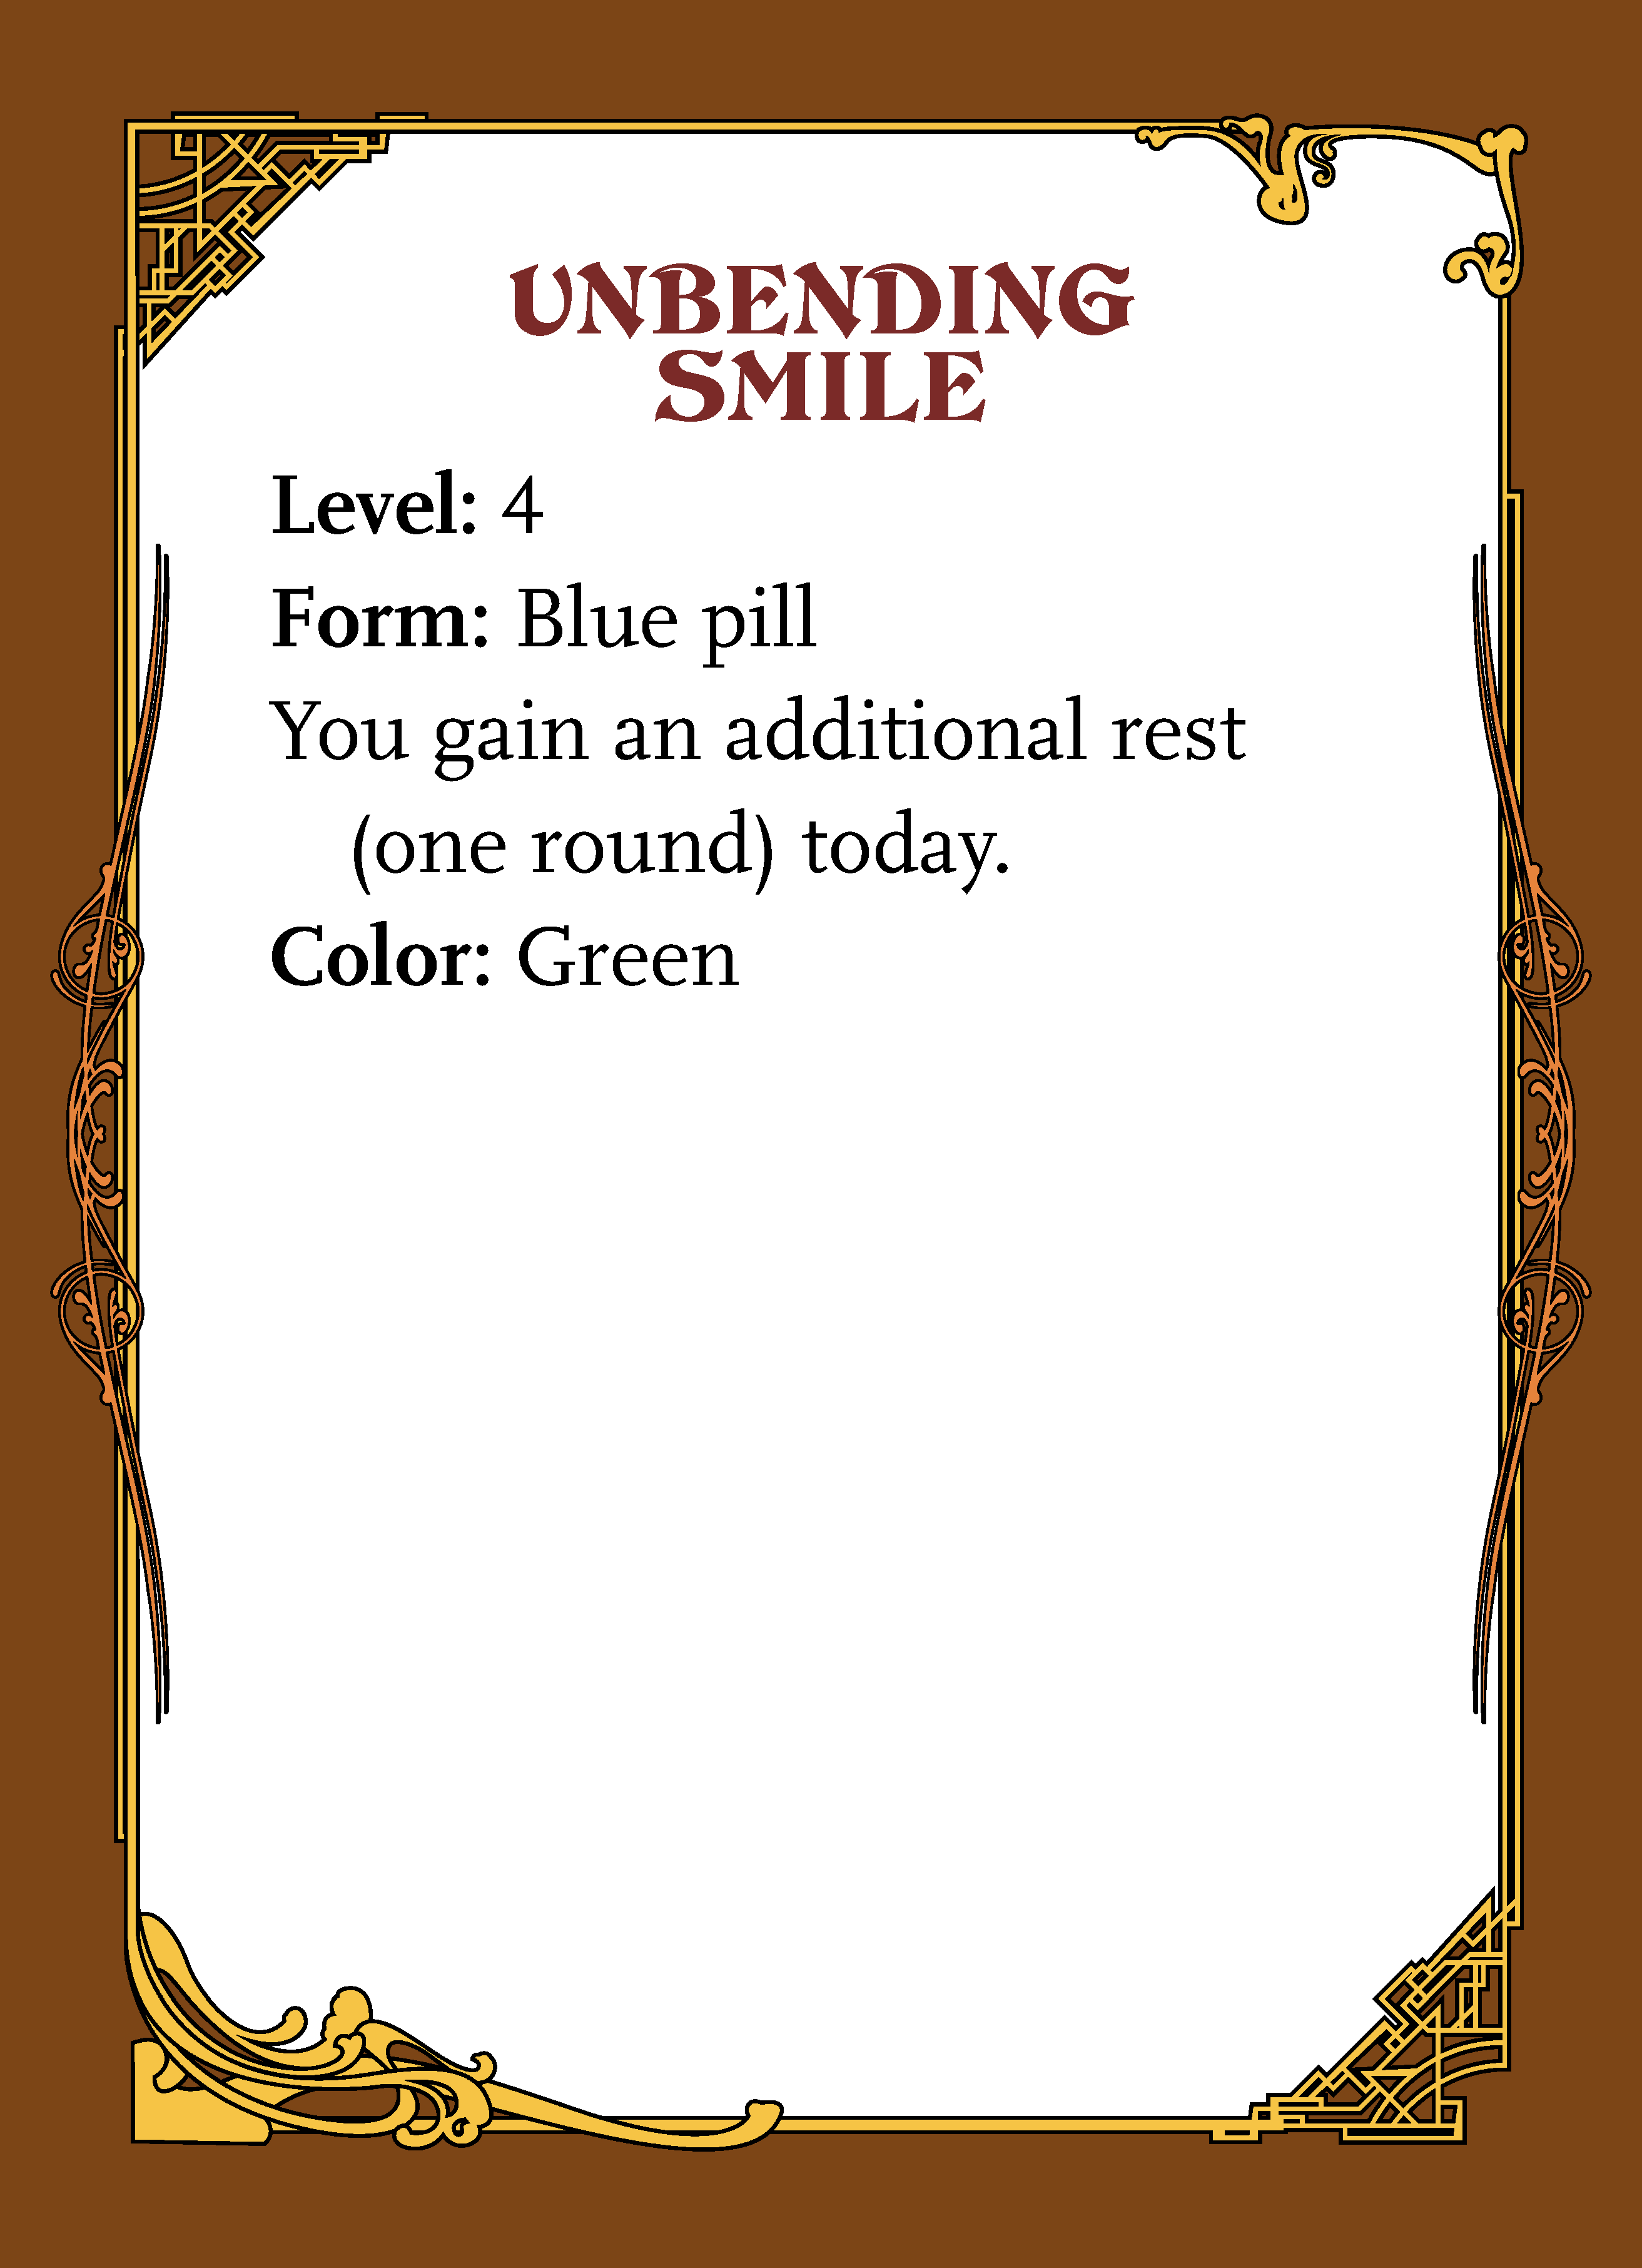 UNBENDING
SMILE
Level: 4
Form: Blue pill
You gain an additional rest
(one round) today.
Color: Green